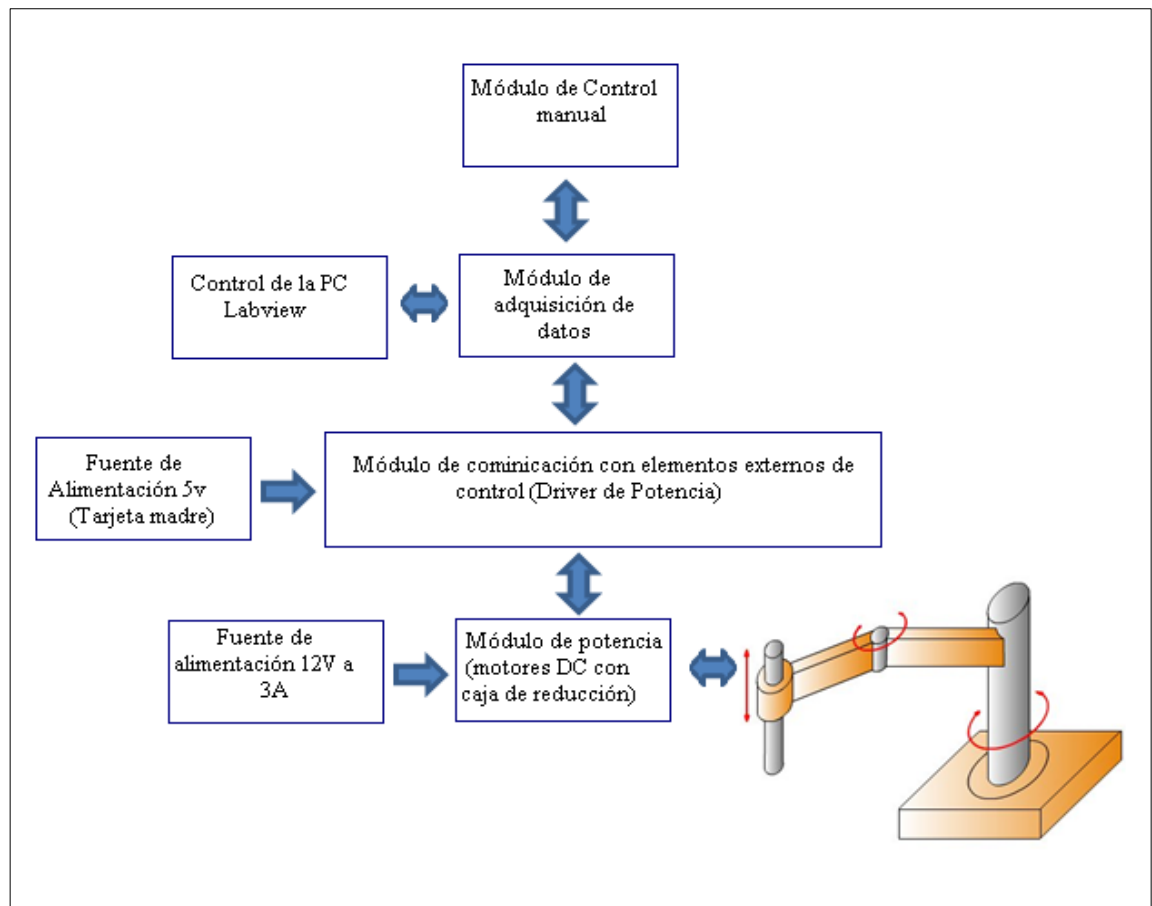 Módulo de Control
manual
Control de la PC
Labview
Módulo de
adquisición de
datos
Fuente de
Alimentación 5v
(Tarjeta madre)
Módulo de cominicación con elementos externos de
control (Driver de Potencia)
Fuente de
alimentación 12V a
3A
Módulo de potencia
(motores DC con
caja de reducción)